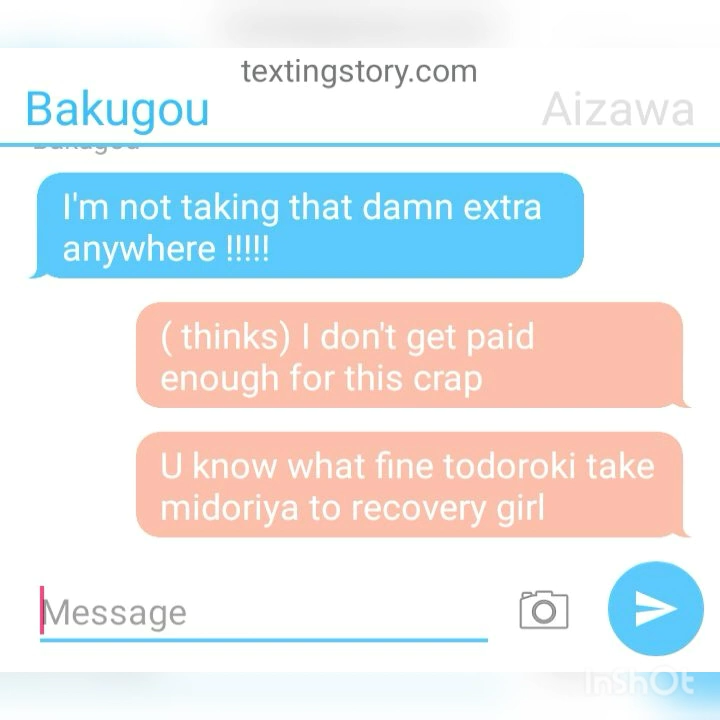 textingstory.com
Bakugou
Aizawa
Bakugou
I'm not taking that damn extra
anywhere !!!!!
( thinks) I don't get paid
enough for this crap
U know what fine todoroki take
midoriya to recovery girl
Message
InShOt